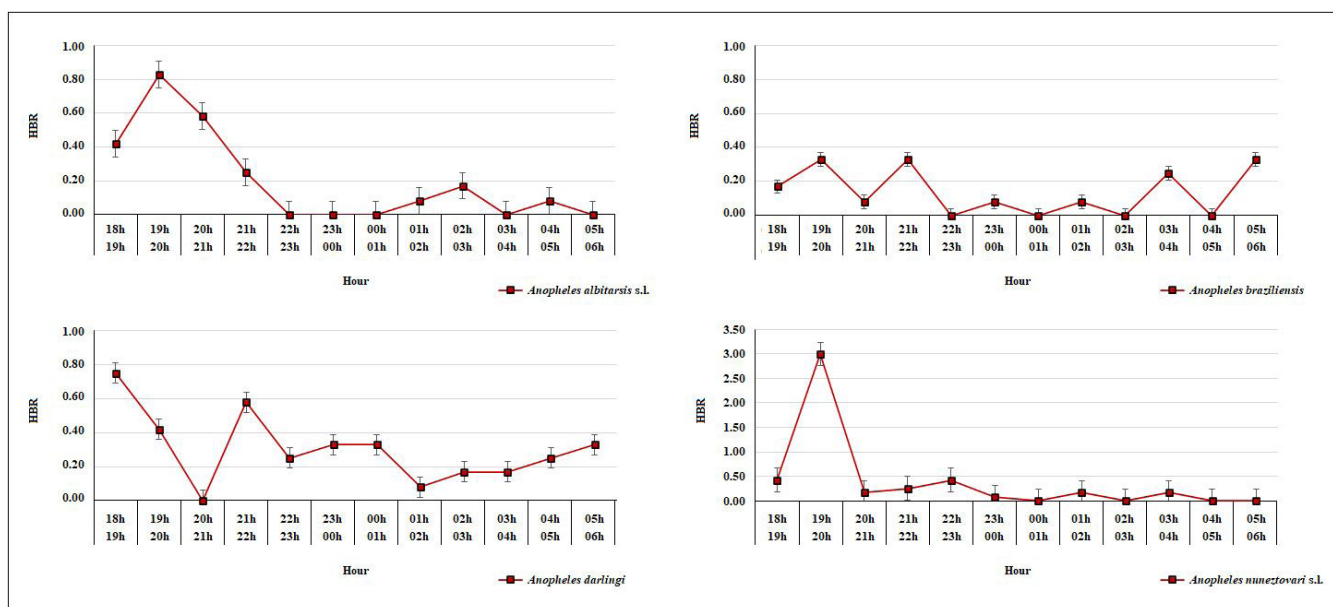 1.00
0.80
0.60
0.40
0.20
0.00
HBR
18h 19h 20h 21h 22h 23h 00h 01h 02h 03h 04h 05h
19h 20h 21h 22h 23h 00h 01h 02h 03h 04h 05h 06h
Hour
Anopheles albitarsis s.l.
1.00
0.80
0.60
0.40
0.20
0.00
HBR
18h 19h 20h 21h 22h 23h 00h 01h 02h 03h 04h 05h
19h 20h 21h 22h 23h 00h 01h 02h 03h 04h 05h 06h
Hour
Anopheles braziliensis
1.00
0.80
0.60
0.40
0.20
0.00
HBR
18h 19h 20h 21h 22h 23h 00h 01h 02h 03h 04h 05h
19h 20h 21h 22h 23h 00h 01h 02h 03h 04h 05h 06h
Hour
Anopheles darlingi
3.50
3.00
2.50
2.00
1.50
1.00
0.50
0.00
HBR
18h 19h 20h 21h 22h 23h 00h 01h 02h 03h 04h 05h
19h 20h 21h 22h 23h 00h 01h 02h 03h 04h 05h 06h
Hour
Anopheles nuneztovari s.l.